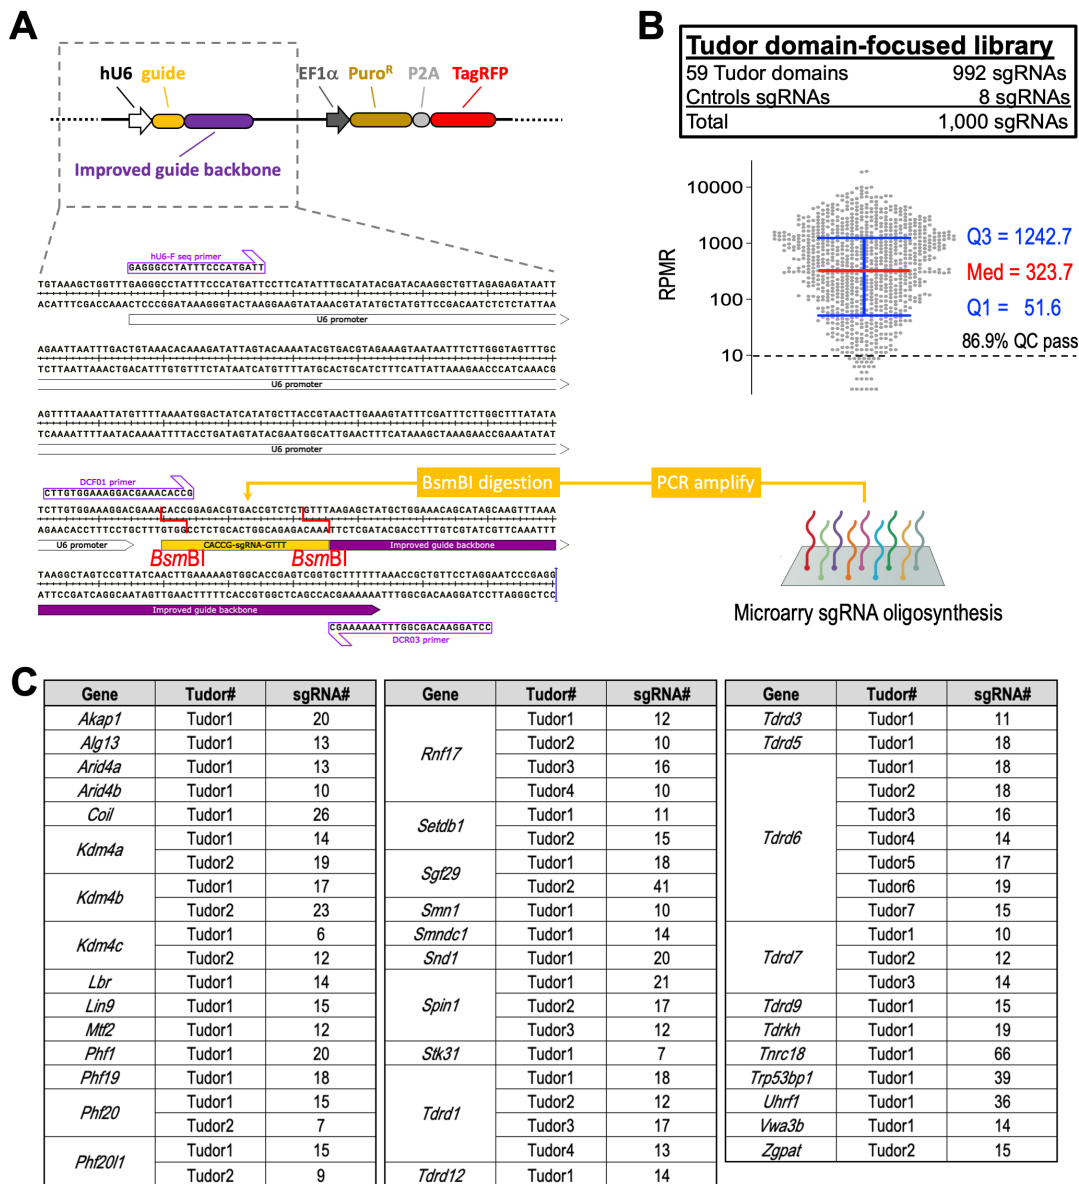 A
hU6 guide EF1α Puroᴿ P2A TagRFP
Improved guide backbone
hU6-F seq primer
GAGGGCCTATTTCCCATGATT
TGTAAAGCTGGTTTGAGGGCCTATTTCCCATGATTCCTTCATATTTGCATATACGATACAAGGCTGTTAGAGAGATAATT
ACATTTCGACCAAACTCCCGGATAAAGGGTACTAAGGAAGTATAAACGTATATGCTATGTTCCGACAATCTCTCTATTAA
U6 promoter
AGAATTAATTTGACTGTAAACACAAAGATATTAGTACAAAATACGTGACGTAGAAAGTAATAATTTCTTGGGTAGTTTGC
TCTTAATTAAACTGACATTTGTGTTTCTATAATCATGTTTTATGCACTGCATCTTTCATTATTAAAGAACCCATCAAACG
U6 promoter
AGTTTTAAAATTATGTTTTAAAATGGACTATCATATGCTTACCGTAACTTGAAAGTATTTCGATTTCTTGGCTTTATATA
TCAAAATTTTAATACAAAATTTTACCTGATAGTATACGAATGGCATTGAACTTTCATAAAGCTAAAGAACCGAAATATAT
U6 promoter
DCF01 primer
CTTGTGGAAAGGACGAAACACCG
TCTTGTGGAAAGGACGAAACACCGGAGACGTGACCGTCTCTGTTTAAGAGCTATGCTGGAAACAGCATAGCAAGTTTAAA
AGAACACCTTTCCTGCTTTGTGGCCTCTGCACTGGCAGAGACAAATTCTCGATACGACCTTTGTCGTATCGTTCAAATTT
U6 promoter CACCG-sgRNA-GTTT Improved guide backbone
BsmBI BsmBI
TAAGGCTAGTCCGTTATCAACTTGAAAAAGTGGCACCGAGTCGGTGCTTTTTTAAACCGCTGTTCCTAGGAATCCCGAGG
ATTCCGATCAGGCAATAGTTGAACTTTTTCACCGTGGCTCAGCCACGAAAAAATTTGGCGACAAGGATCCTTAGGGCTCC
Improved guide backbone
CGAAAAAATTTGGCGACAAGGATCC
DCR03 primer
BsmBI digestion PCR amplify
Microarry sgRNA oligosynthesis
B
Tudor domain-focused library
59 Tudor domains 992 sgRNAs
Cntrols sgRNAs 8 sgRNAs
Total 1,000 sgRNAs
RPMR
10000
1000
100
10
Q3 = 1242.7
Med = 323.7
Q1 = 51.6
86.9% QC pass
C
Gene Tudor# sgRNA#
Akap1 Tudor1 20
Alg13 Tudor1 13
Arid4a Tudor1 13
Arid4b Tudor1 10
Coil Tudor1 26
Kdm4a Tudor1 14
Tudor2 19
Kdm4b Tudor1 17
Tudor2 23
Kdm4c Tudor1 6
Tudor2 12
Lbr Tudor1 14
Lin9 Tudor1 15
Mtf2 Tudor1 12
Phf1 Tudor1 20
Phf19 Tudor1 18
Phf20 Tudor1 15
Tudor2 7
Phf20l1 Tudor1 15
Tudor2 9
Gene Tudor# sgRNA#
Rnf17 Tudor1 12
Tudor2 10
Tudor3 16
Tudor4 10
Setdb1 Tudor1 11
Tudor2 15
Sgf29 Tudor1 18
Tudor2 41
Smn1 Tudor1 10
Smndc1 Tudor1 14
Snd1 Tudor1 20
Spin1 Tudor1 21
Tudor2 17
Tudor3 12
Stk31 Tudor1 7
Tdrd1 Tudor1 18
Tudor2 12
Tudor3 17
Tudor4 13
Tdrd12 Tudor1 14
Gene Tudor# sgRNA#
Tdrd3 Tudor1 11
Tdrd5 Tudor1 18
Tdrd6 Tudor1 18
Tudor2 18
Tudor3 16
Tudor4 14
Tudor5 17
Tudor6 19
Tudor7 15
Tdrd7 Tudor1 10
Tudor2 12
Tudor3 14
Tdrd9 Tudor1 15
Tdrkh Tudor1 19
Tnrc18 Tudor1 66
Trp53bp1 Tudor1 39
Uhrf1 Tudor1 36
Vwa3b Tudor1 14
Zgpat Tudor2 15